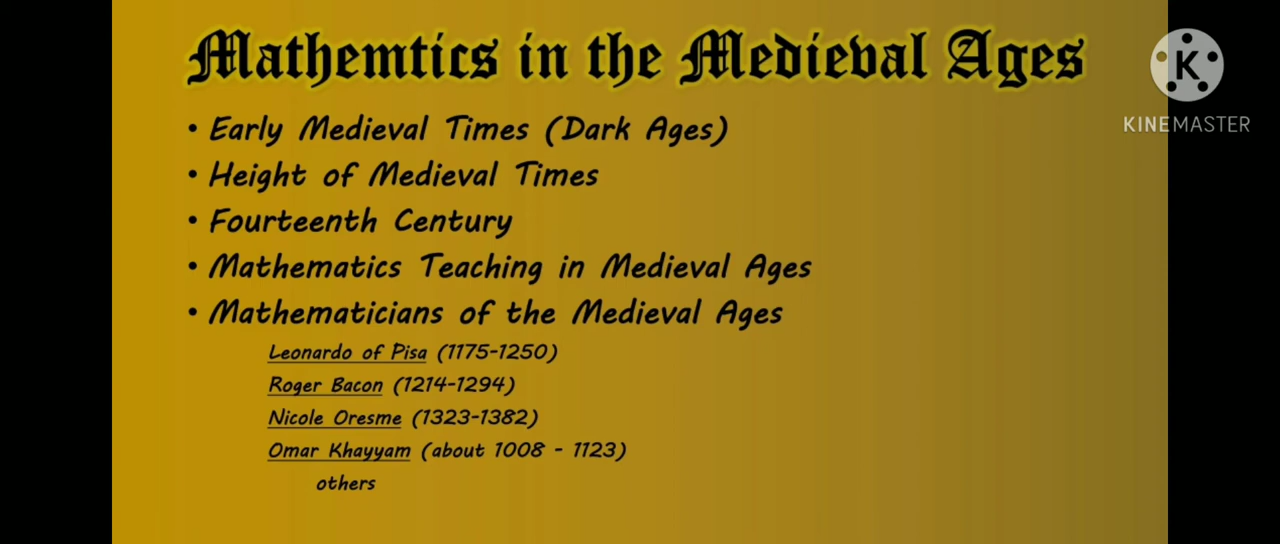 Mathemtics in the Medieval Ages
• Early Medieval Times (Dark Ages)
• Height of Medieval Times
• Fourteenth Century
• Mathematics Teaching in Medieval Ages
• Mathematicians of the Medieval Ages
Leonardo of Pisa (1175-1250)
Roger Bacon (1214-1294)
Nicole Oresme (1323-1382)
Omar Khayyam (about 1008 - 1123)
others
K
KINEMASTER